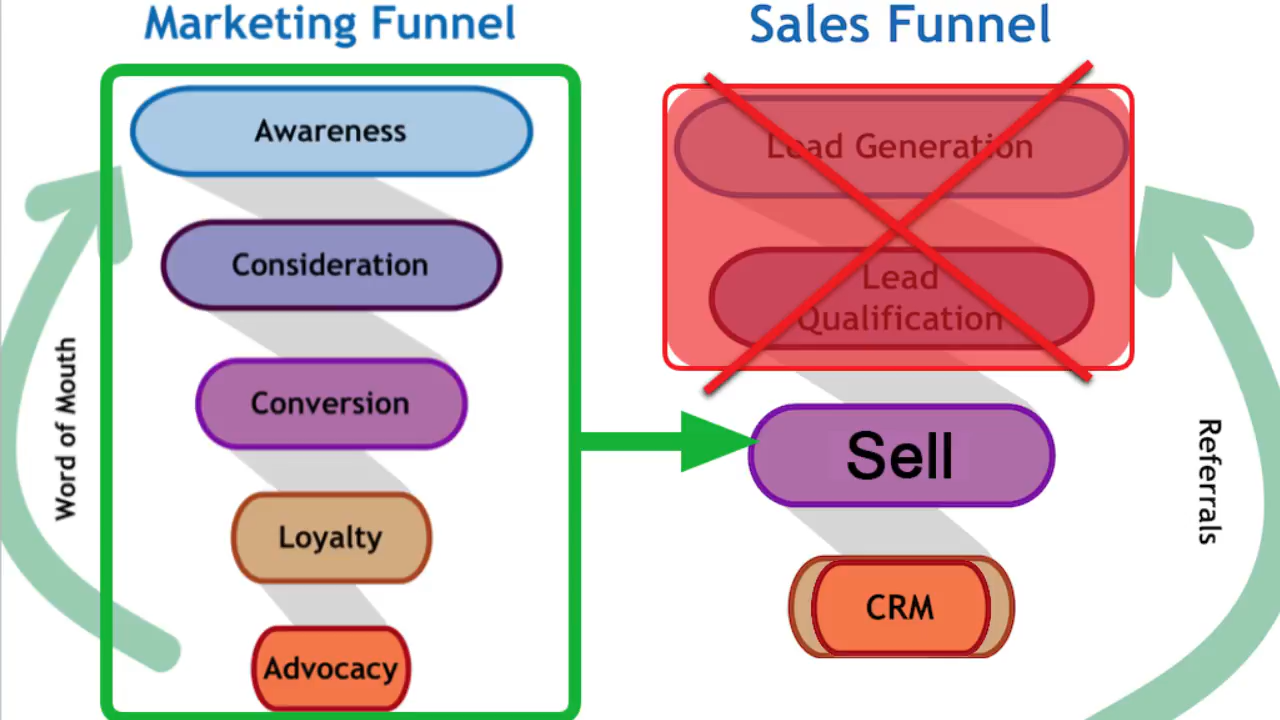 Marketing Funnel
Awareness
Consideration
Conversion
Loyalty
Advocacy
Word of Mouth
Sales Funnel
Lead Generation
Lead
Qualification
Sell
CRM
Referrals